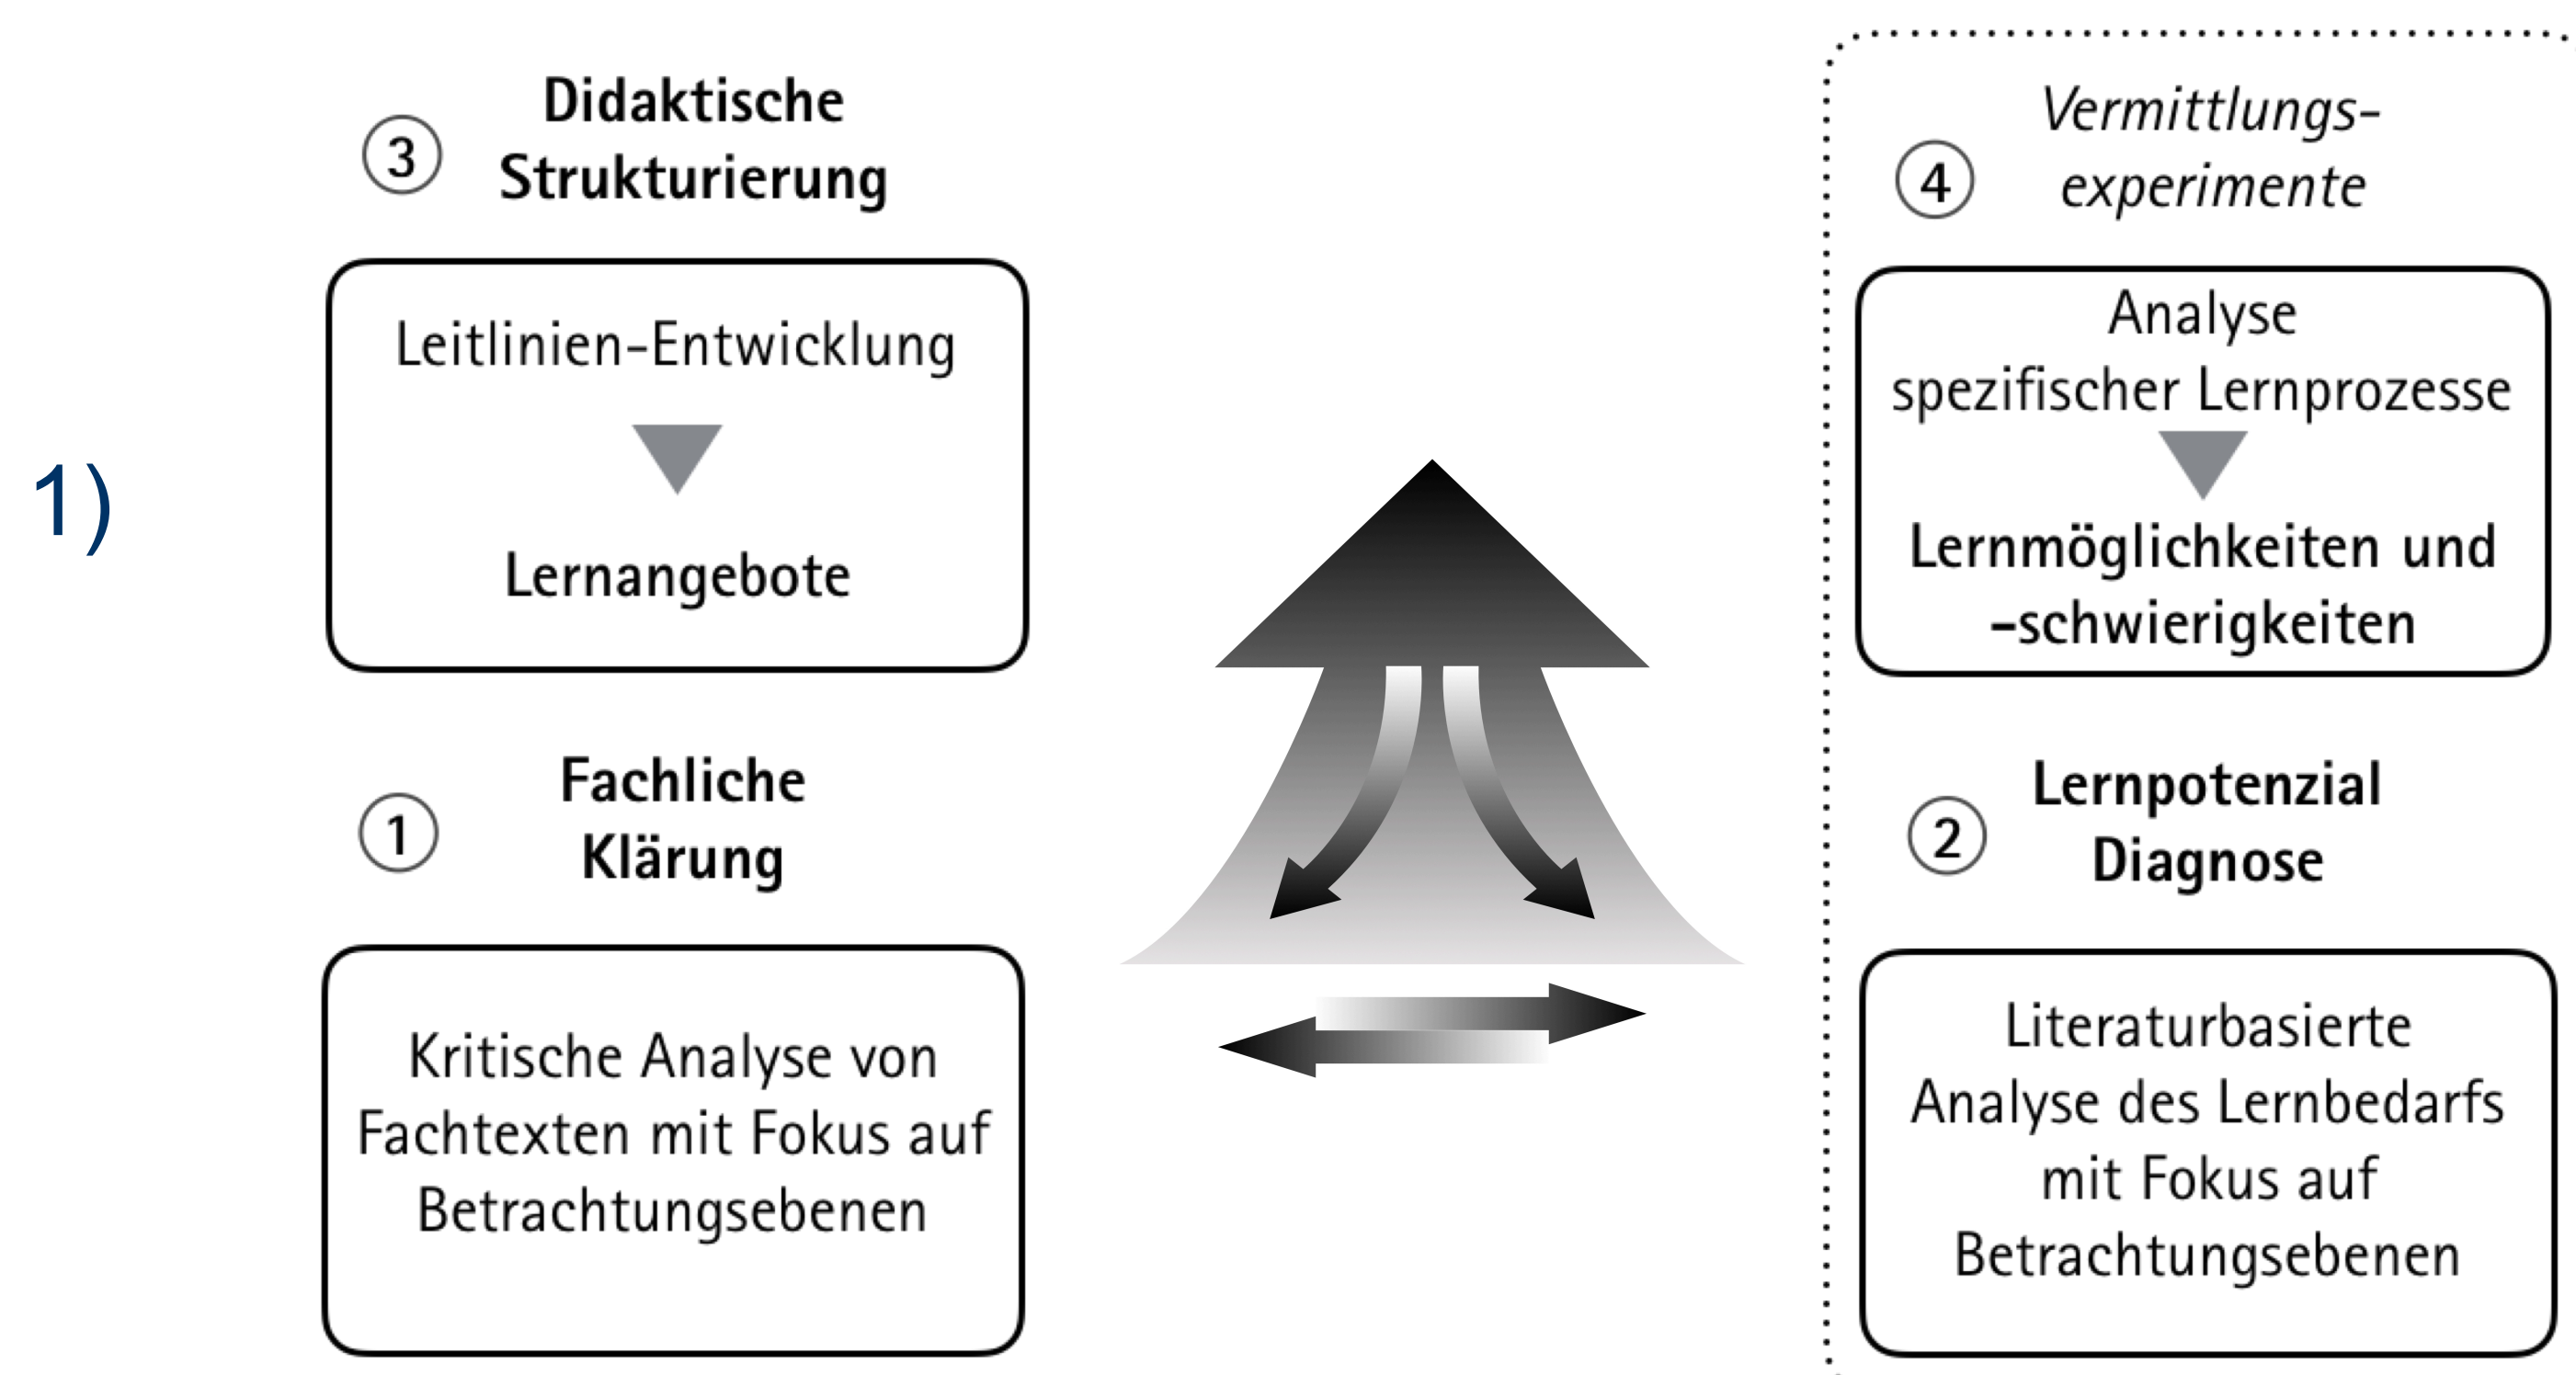 1)
3
Didaktische
Strukturierung
Leitlinien-Entwicklung
Lernangebote
1
Fachliche
Klärung
Kritische Analyse von
Fachtexten mit Fokus auf
Betrachtungsebenen
4
Vermittlungs-
experimente
Analyse
spezifischer Lernprozesse
Lernmöglichkeiten und
-schwierigkeiten
2
Lernpotenzial
Diagnose
Literaturbasierte
Analyse des Lernbedarfs
mit Fokus auf
Betrachtungsebenen